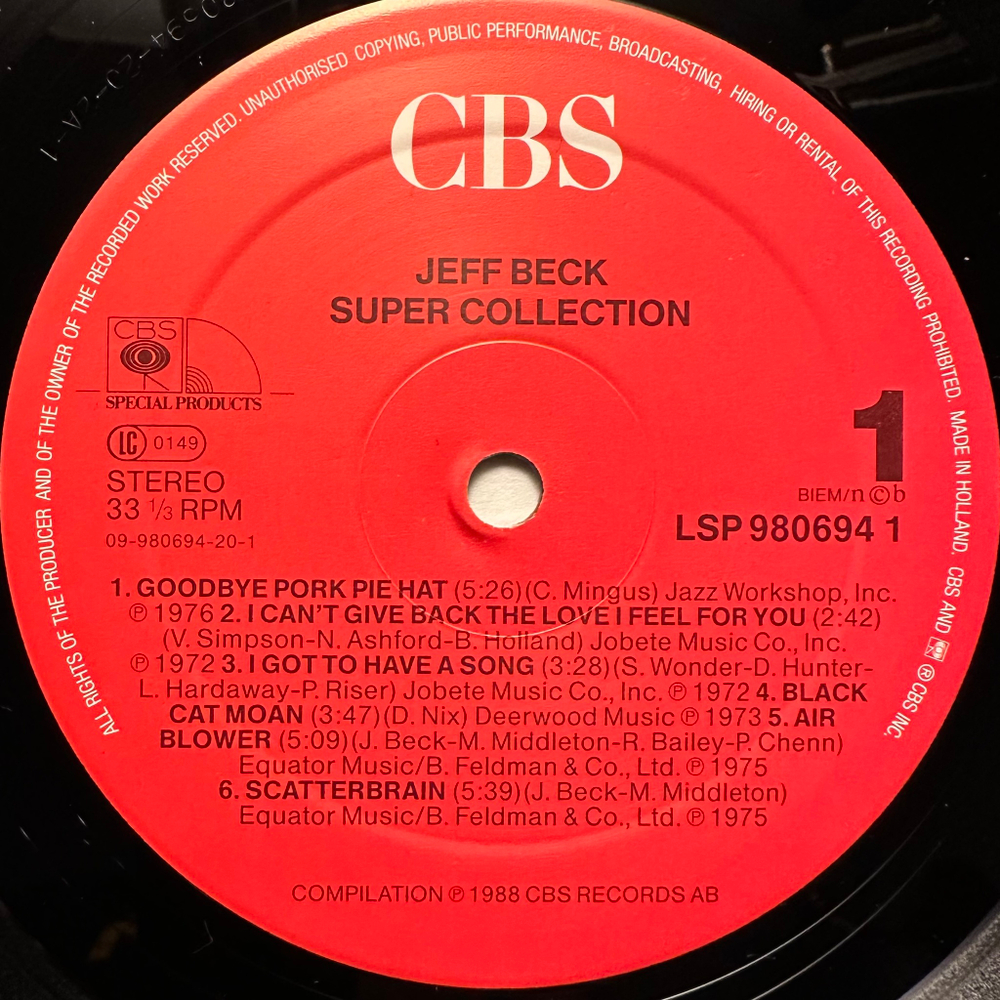 ALL RIGHTS OF THE PRODUCER AND OF THE OWNER OF THE RECORDED WORK RESERVED. UNAUTHORISED COPYING, PUBLIC PERFORMANCE, BROADCASTING, HIRING OR RENTAL OF THIS RECORDING PROHIBITED. MADE IN HOLLAND. CBS AND ® CBS INC.
CBS
JEFF BECK
SUPER COLLECTION
CBS
SPECIAL PRODUCTS
LC 0149
STEREO
33 1/3 RPM
09-980694-20-1
1
BIEM/n©b
LSP 980694 1
1. GOODBYE PORK PIE HAT (5:26) (C. Mingus) Jazz Workshop, Inc.
℗ 1976 2. I CAN'T GIVE BACK THE LOVE I FEEL FOR YOU (2:42)
(V. Simpson-N. Ashford-B. Holland) Jobete Music Co., Inc.
℗ 1972 3. I GOT TO HAVE A SONG (3:28) (S. Wonder-D. Hunter-
L. Hardaway-P. Riser) Jobete Music Co., Inc. ℗ 1972 4. BLACK
CAT MOAN (3:47) (D. Nix) Deerwood Music ℗ 1973 5. AIR
BLOWER (5:09) (J. Beck-M. Middleton-R. Bailey-P. Chenn)
Equator Music/B. Feldman & Co., Ltd. ℗ 1975
6. SCATTERBRAIN (5:39) (J. Beck-M. Middleton)
Equator Music/B. Feldman & Co., Ltd. ℗ 1975
COMPILATION ℗ 1988 CBS RECORDS AB